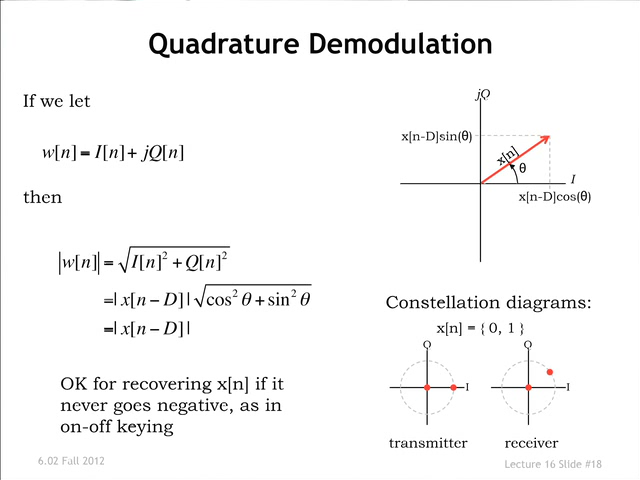 Quadrature Demodulation
If we let
w[n] = I[n] + jQ[n]
then
|w[n]| = √I[n]² + Q[n]²
=| x[n − D] | √cos² θ + sin² θ
=| x[n − D] |
OK for recovering x[n] if it
never goes negative, as in
on-off keying
jQ
x[n-D]sin(θ)
x[n]
θ
I
x[n-D]cos(θ)
Constellation diagrams:
x[n] = { 0, 1 }
Q
Q
I
I
transmitter
receiver
6.02 Fall 2012
Lecture 16 Slide #18